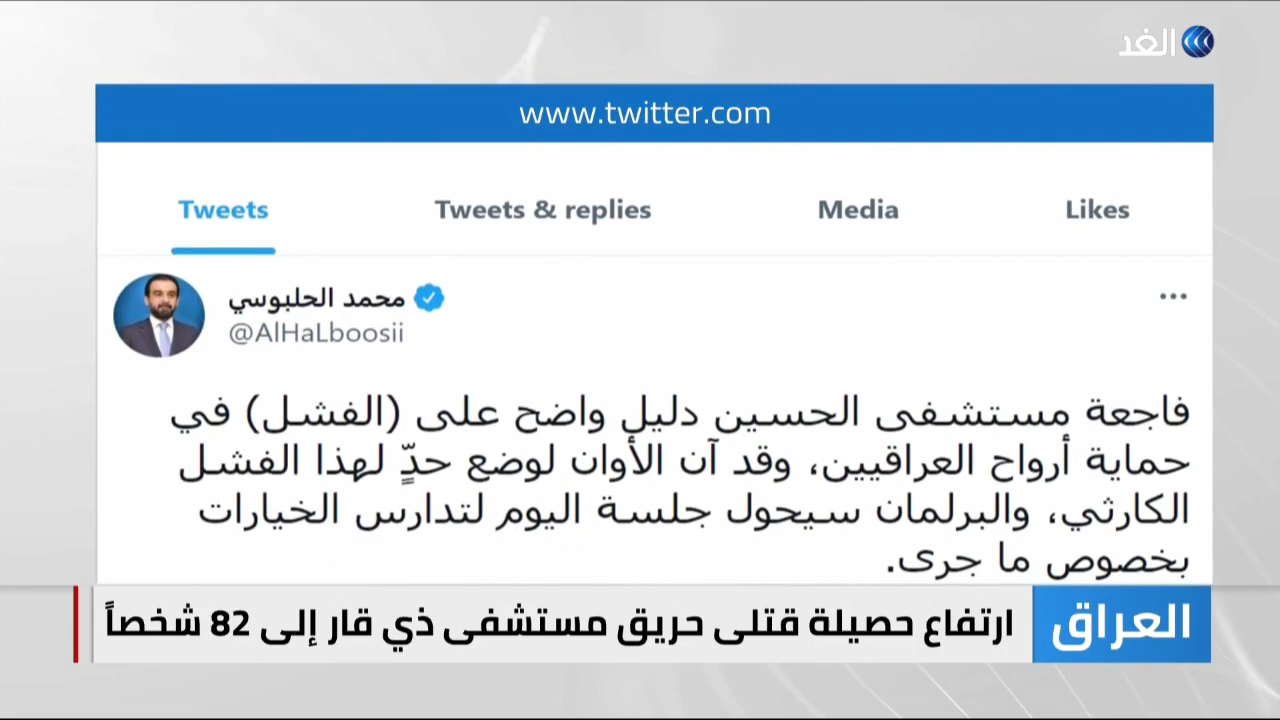 الغد
www.twitter.com
Tweets Tweets & replies Media Likes
محمد الحلبوسي
@AlHaLboosii
فاجعة مستشفى الحسين دليل واضح على (الفشل) في
حماية أرواح العراقيين، وقد آن الأوان لوضع حدٍّ لهذا الفشل
الكارثي، والبرلمان سيحول جلسة اليوم لتدارس الخيارات
بخصوص ما جرى.
العراق
ارتفاع حصيلة قتلى حريق مستشفى ذي قار إلى 82 شخصاً